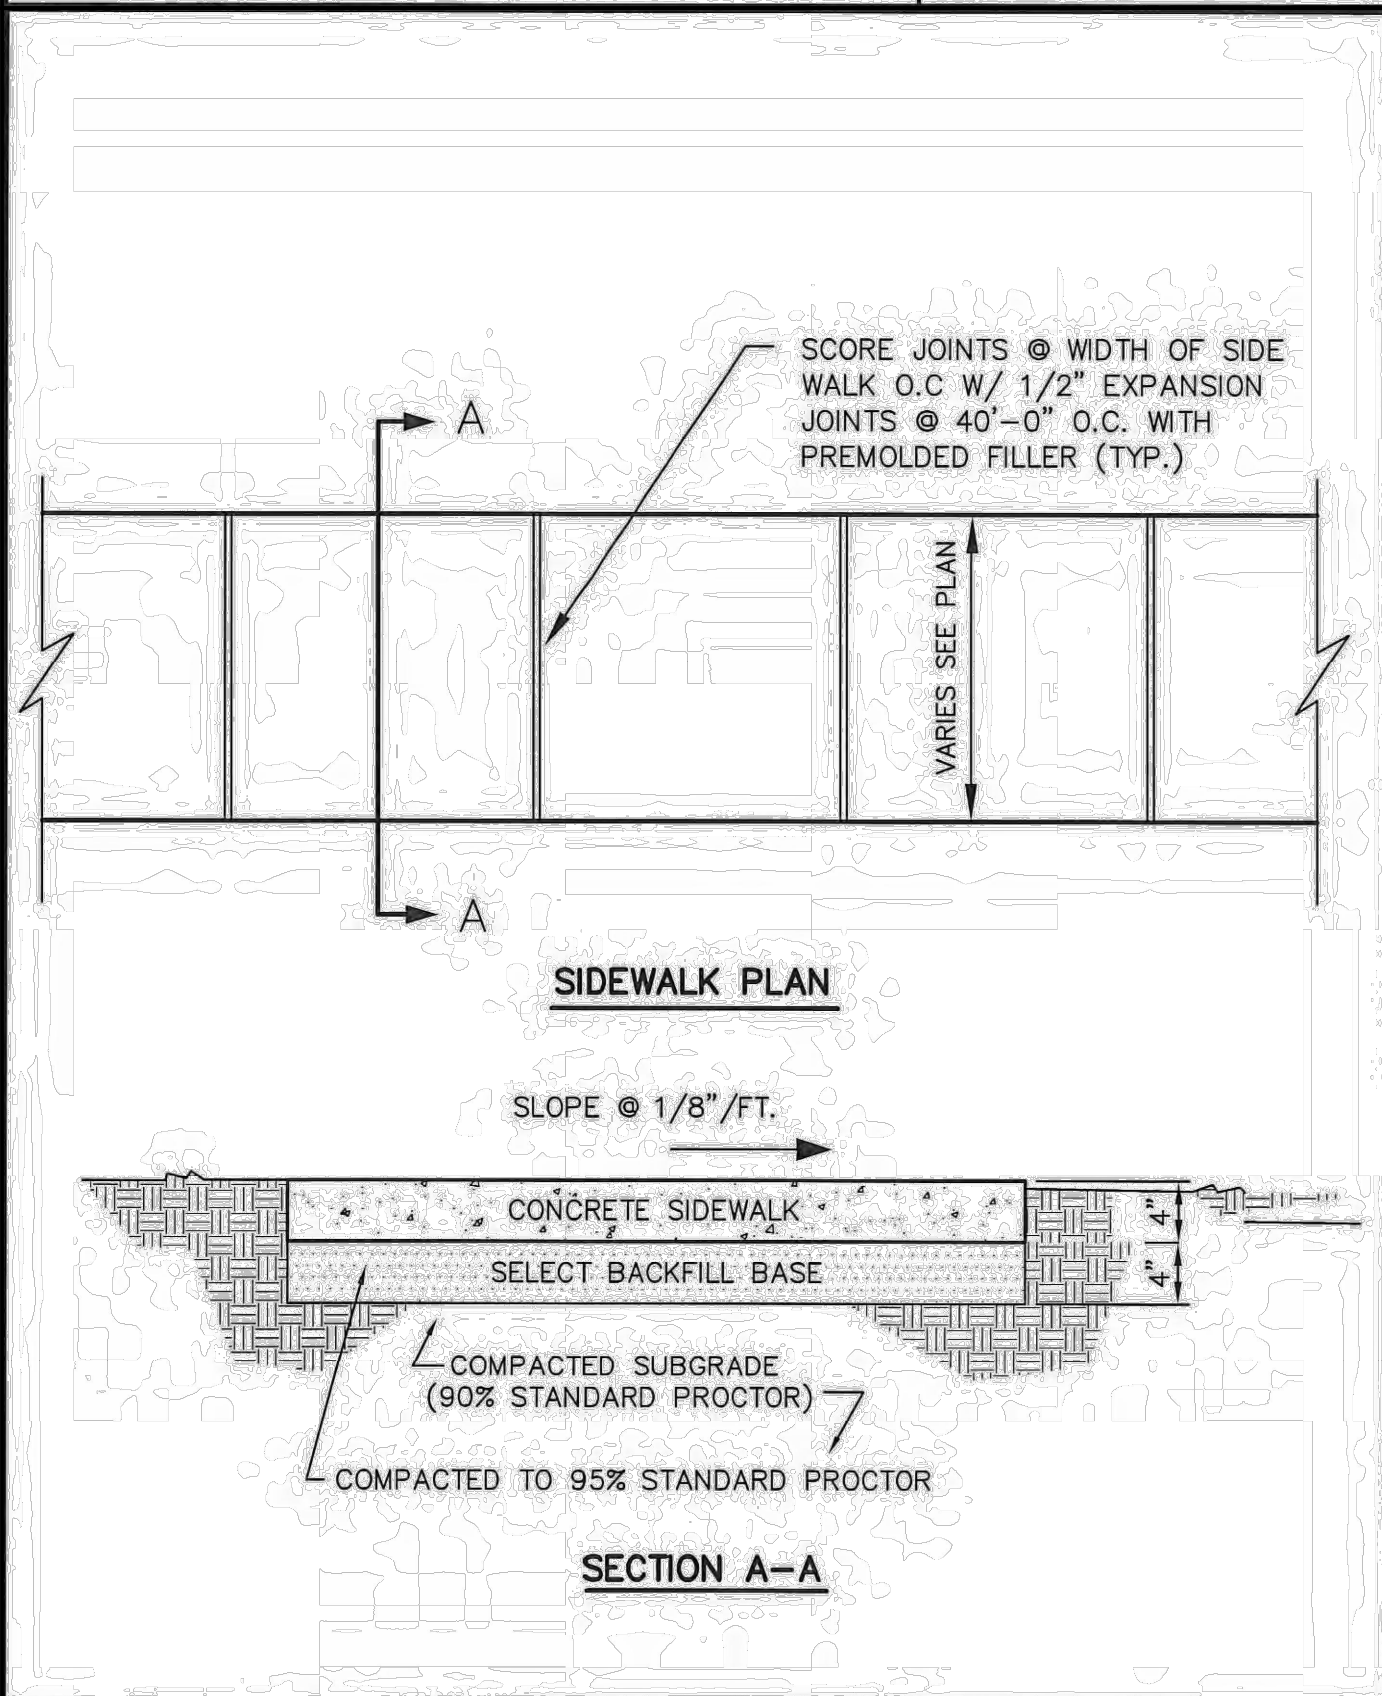 SCORE JOINTS @ WIDTH OF SIDE
WALK O.C W/ 1/2" EXPANSION
JOINTS @ 40'-0" O.C. WITH
PREMOLDED FILLER (TYP.)
A
VARIES SEE PLAN
A
SIDEWALK PLAN
SLOPE @ 1/8"/FT.
CONCRETE SIDEWALK
4"
SELECT BACKFILL BASE
4"
COMPACTED SUBGRADE
(90% STANDARD PROCTOR)
COMPACTED TO 95% STANDARD PROCTOR
SECTION A-A